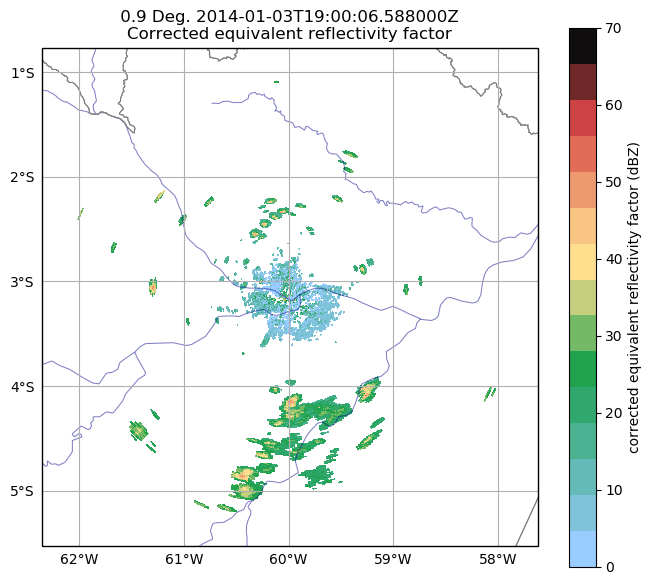 0.9 Deg. 2014-01-03T19:00:06.588000Z
Corrected equivalent reflectivity factor
1°S
2°S
3°S
4°S
5°S
62°W
61°W
60°W
59°W
58°W
70
60
50
40
30
20
10
0
corrected equivalent reflectivity factor (dBZ)